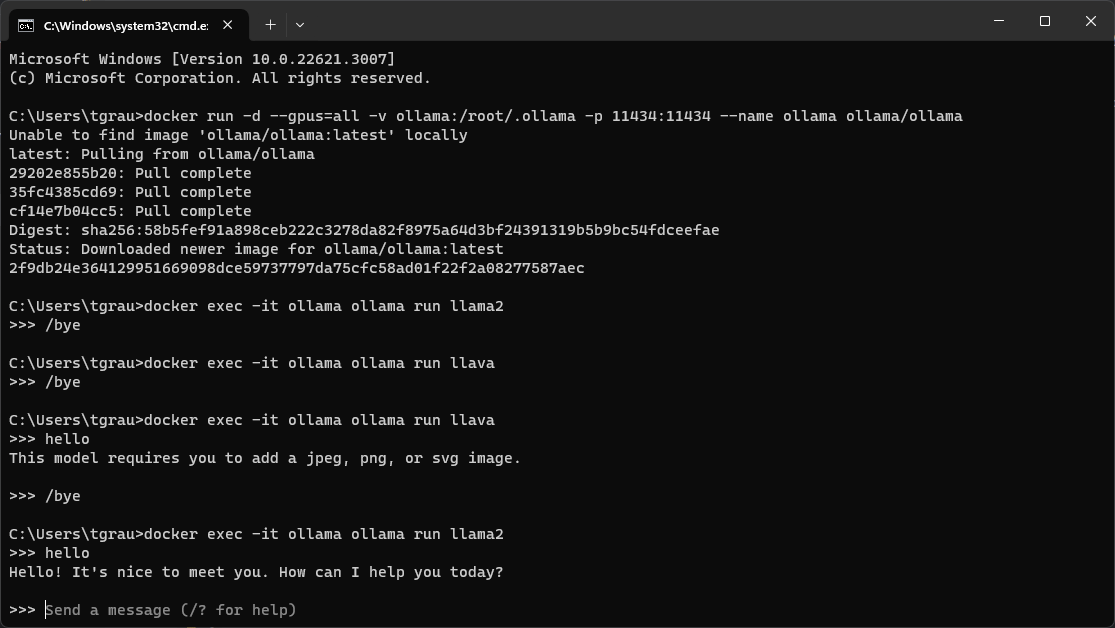 C:\Windows\system32\cmd.e:
Microsoft Windows [Version 10.0.22621.3007]
(c) Microsoft Corporation. All rights reserved.
C:\Users\tgrau>docker run -d --gpus=all -v ollama:/root/.ollama -p 11434:11434 --name ollama ollama/ollama
Unable to find image 'ollama/ollama:latest' locally
latest: Pulling from ollama/ollama
29202e855b20: Pull complete
35fc4385cd69: Pull complete
cf14e7b04cc5: Pull complete
Digest: sha256:58b5fef91a898ceb222c3278da82f8975a64d3bf24391319b5b9bc54fdceefae
Status: Downloaded newer image for ollama/ollama:latest
2f9db24e364129951669098dce59737797da75cfc58ad01f22f2a08277587aec
C:\Users\tgrau>docker exec -it ollama ollama run llama2
>>> /bye
C:\Users\tgrau>docker exec -it ollama ollama run llava
>>> /bye
C:\Users\tgrau>docker exec -it ollama ollama run llava
>>> hello
This model requires you to add a jpeg, png, or svg image.
>>> /bye
C:\Users\tgrau>docker exec -it ollama ollama run llama2
>>> hello
Hello! It's nice to meet you. How can I help you today?
>>> Send a message (/? for help)